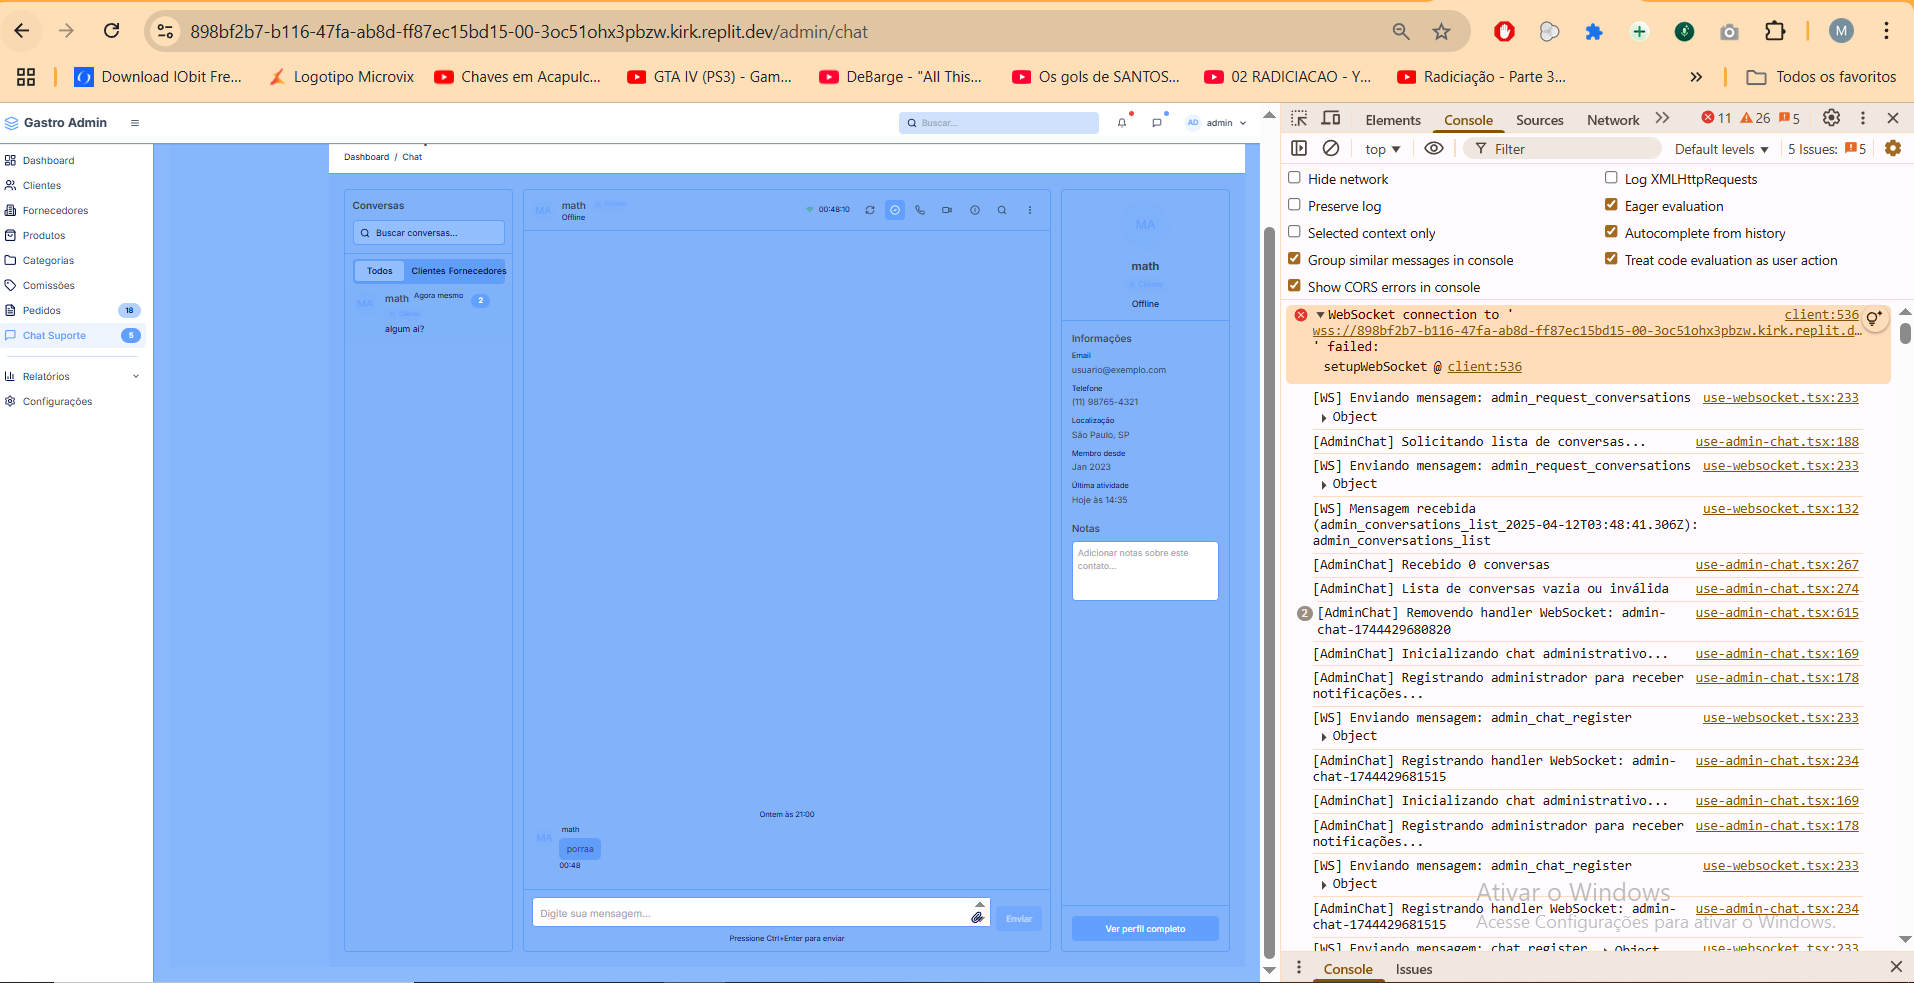 898bf2b7-b116-47fa-ab8d-ff87ec15bd15-00-3oc51ohx3pbzw.kirk.replit.dev/admin/chat
M
Download IObit Fre...
Logotipo Microvix
Chaves em Acapulc...
GTA IV (PS3) - Gam...
DeBarge - "All This...
Os gols de SANTOS...
02 RADICIACAO - Y...
Radiciação - Parte 3...
Todos os favoritos
Gastro Admin
Buscar...
AD
admin
Dashboard
Clientes
Fornecedores
Produtos
Categorias
Comissões
Pedidos 18
Chat Suporte 5
Relatórios
Configurações
Dashboard / Chat
Conversas
Buscar conversas...
Todos Clientes Fornecedores
MA math Agora mesmo 2
Cliente
algum ai?
MA math Cliente
Offline
00:48:10
Ontem às 21:00
math
MA
porraa
00:48
Digite sua mensagem...
Enviar
Pressione Ctrl+Enter para enviar
MA
math
Cliente
Offline
Informações
Email
usuario@exemplo.com
Telefone
(11) 98765-4321
Localização
São Paulo, SP
Membro desde
Jan 2023
Última atividade
Hoje às 14:35
Notas
Adicionar notas sobre este
contato...
Ver perfil completo
Elements Console Sources Network 11 26 5
top Filter Default levels 5 Issues: 5
Hide network Log XMLHttpRequests
Preserve log Eager evaluation
Selected context only Autocomplete from history
Group similar messages in console Treat code evaluation as user action
Show CORS errors in console
WebSocket connection to ' client:536
wss://898bf2b7-b116-47fa-ab8d-ff87ec15bd15-00-3oc51ohx3pbzw.kirk.replit.d…
' failed:
setupWebSocket @ client:536
[WS] Enviando mensagem: admin_request_conversations use-websocket.tsx:233
Object
[AdminChat] Solicitando lista de conversas... use-admin-chat.tsx:188
[WS] Enviando mensagem: admin_request_conversations use-websocket.tsx:233
Object
[WS] Mensagem recebida use-websocket.tsx:132
(admin_conversations_list_2025-04-12T03:48:41.306Z):
admin_conversations_list
[AdminChat] Recebido 0 conversas use-admin-chat.tsx:267
[AdminChat] Lista de conversas vazia ou inválida use-admin-chat.tsx:274
2 [AdminChat] Removendo handler WebSocket: admin- use-admin-chat.tsx:615
chat-1744429680820
[AdminChat] Inicializando chat administrativo... use-admin-chat.tsx:169
[AdminChat] Registrando administrador para receber use-admin-chat.tsx:178
notificações...
[WS] Enviando mensagem: admin_chat_register use-websocket.tsx:233
Object
[AdminChat] Registrando handler WebSocket: admin- use-admin-chat.tsx:234
chat-1744429681515
[AdminChat] Inicializando chat administrativo... use-admin-chat.tsx:169
[AdminChat] Registrando administrador para receber use-admin-chat.tsx:178
notificações...
[WS] Enviando mensagem: admin_chat_register use-websocket.tsx:233
Object
[AdminChat] Registrando handler WebSocket: admin- use-admin-chat.tsx:234
chat-1744429681515
[WS] Enviando mensagem: chat_register Object use-websocket.tsx:233
Ativar o Windows
Acesse Configurações para ativar o Windows.
Console Issues